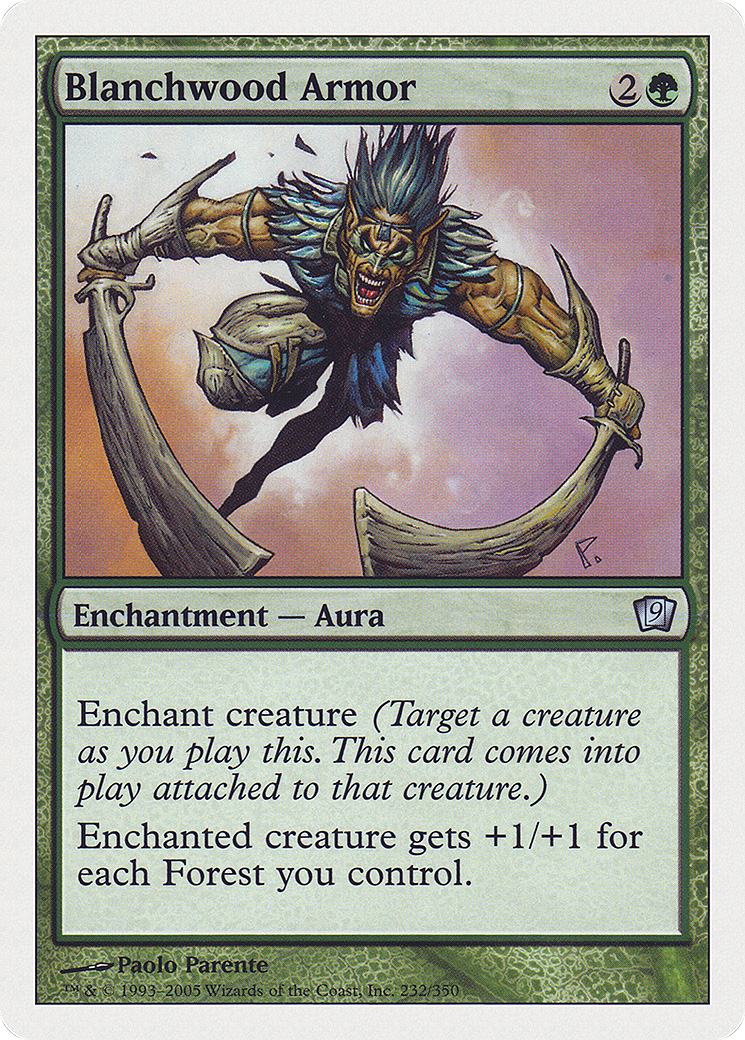 Blanchwood Armor 2
Enchantment — Aura 9
Enchant creature (Target a creature
as you play this. This card comes into
play attached to that creature.)
Enchanted creature gets +1/+1 for
each Forest you control.
Paolo Parente
™ & © 1993–2005 Wizards of the Coast, Inc. 232/350